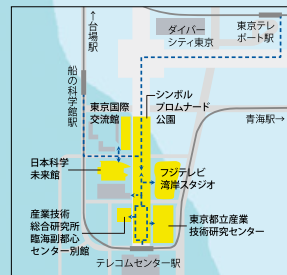 ↑台場駅
ダイバー
シティ東京
東京テレ
ポート駅
船の科学館駅
東京国際
交流館
シンボル
プロムナード
公園
青海駅→
日本科学
未来館
フジテレビ
湾岸スタジオ
産業技術
総合研究所
臨海副都心
センター別館
東京都立産業
技術研究センター
テレコムセンター駅